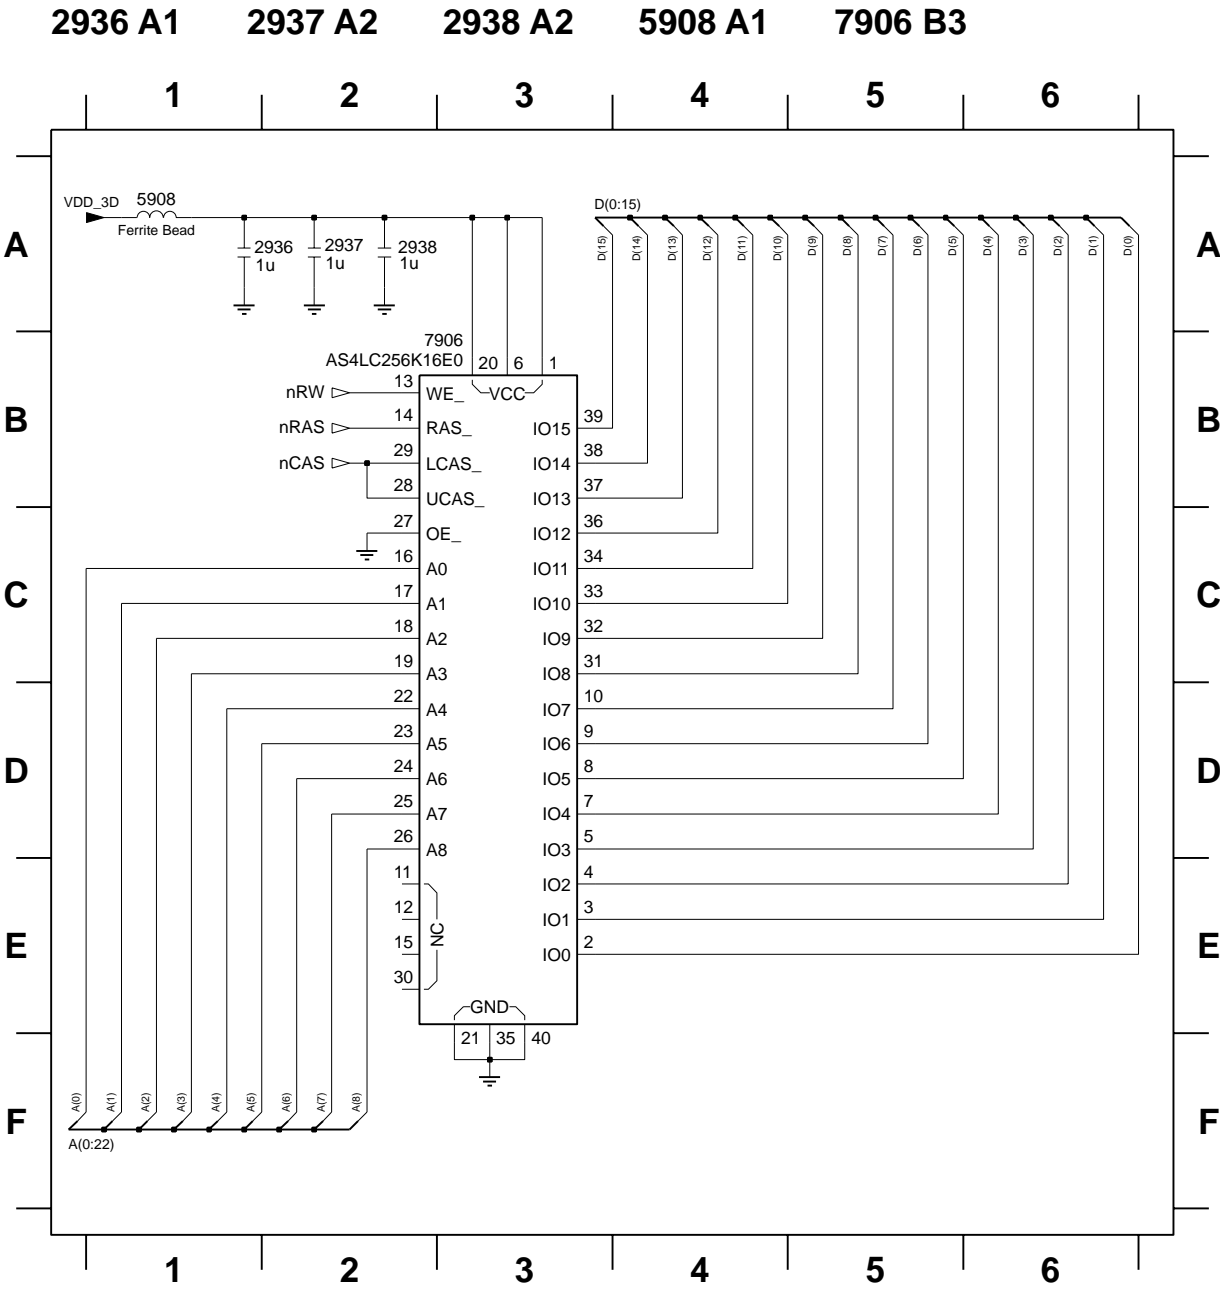 2936 A1 2937 A2 2938 A2 5908 A1 7906 B3
1 2 3 4 5 6
VDD_3D 5908 D(0:15)
Ferrite Bead
A A
2936 2937 2938
1u 1u 1u
D(15) D(14) D(13) D(12) D(11) D(10) D(9) D(8) D(7) D(6) D(5) D(4) D(3) D(2) D(1) D(0)
7906
AS4LC256K16E0 20 6 1
nRW 13 WE_ VCC
B B
nRAS 14 RAS_ IO15 39
nCAS 29 LCAS_ IO14 38
28 UCAS_ IO13 37
27 OE_ IO12 36
16 A0 IO11 34
C C
17 A1 IO10 33
18 A2 IO9 32
19 A3 IO8 31
22 A4 IO7 10
23 A5 IO6 9
D D
24 A6 IO5 8
25 A7 IO4 7
26 A8 IO3 5
11 IO2 4
12 NC IO1 3
E E
15 IO0 2
30
GND
21 35 40
A(0) A(1) A(2) A(3) A(4) A(5) A(6) A(7) A(8)
F F
A(0:22)
1 2 3 4 5 6